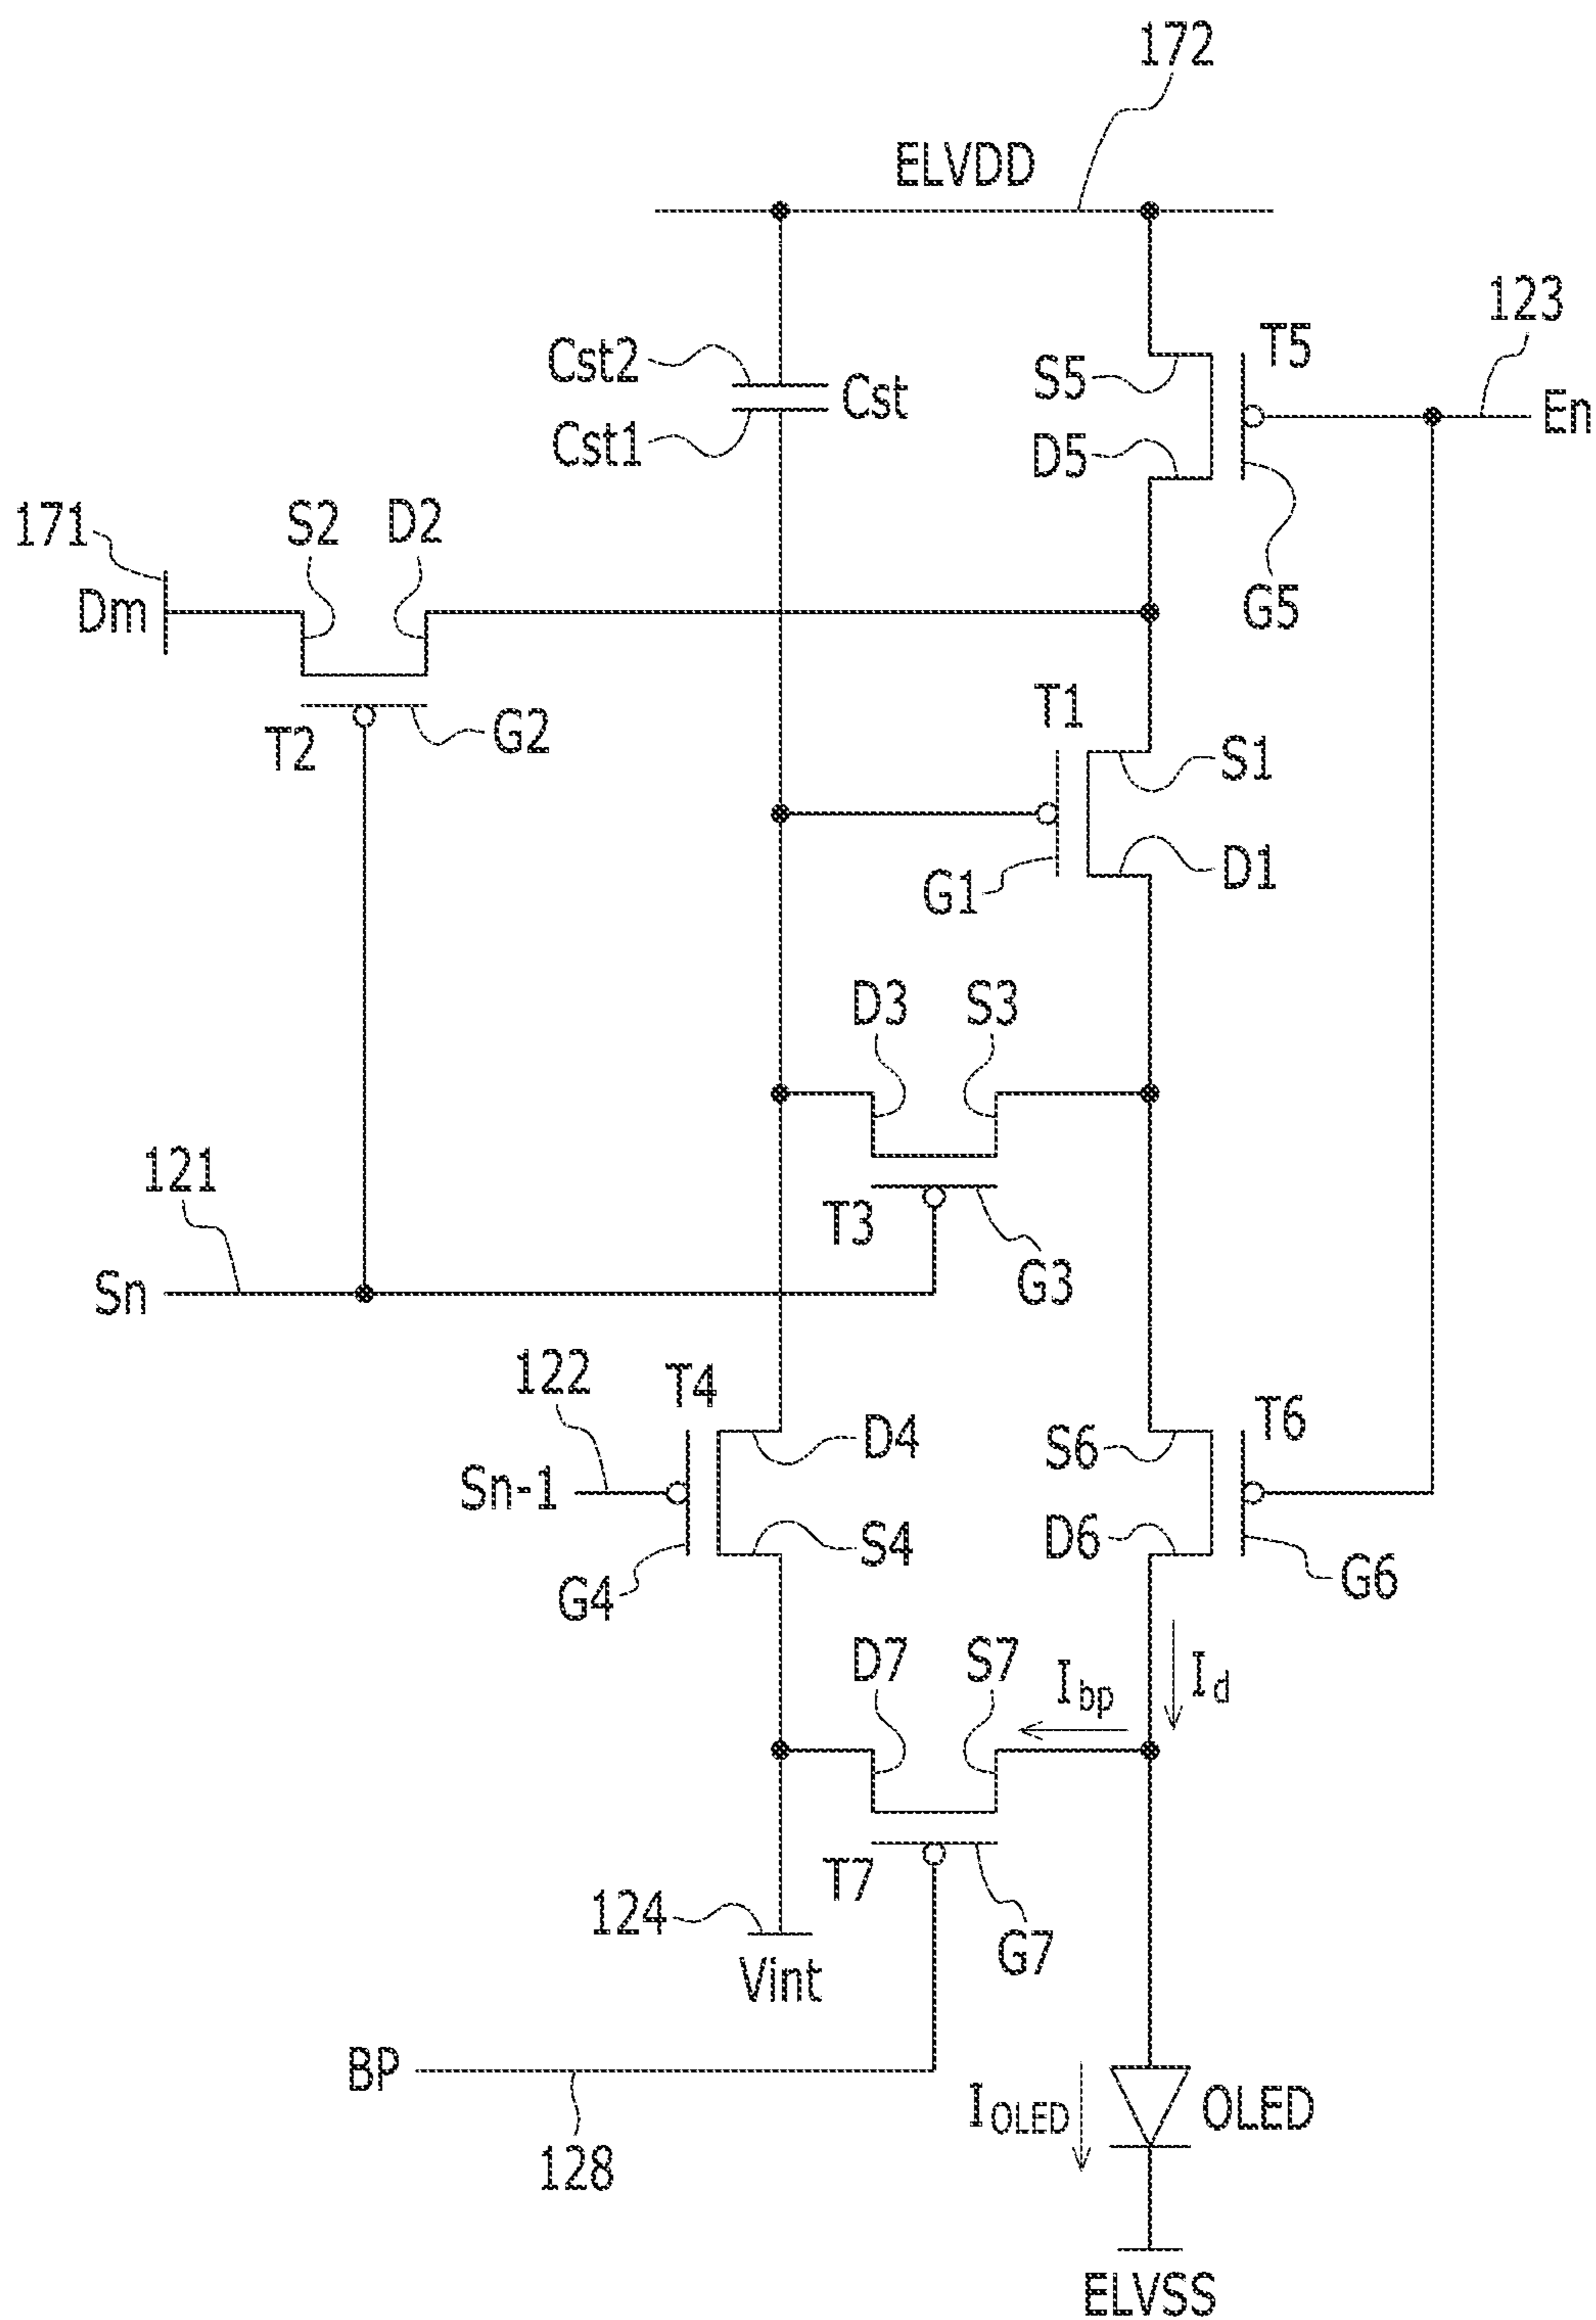 172
ELVDD
123
Cst2
Cst
Cst1
S5
T5
D5
En
G5
171
S2
D2
Dm
T2
G2
T1
S1
G1
D1
D3
S3
121
T3
G3
Sn
122
T4
D4
S6
T6
Sn-1
S4
D6
G4
G6
D7
S7
Ibp
Id
T7
124
G7
Vint
BP
IOLED
OLED
128
ELVSS